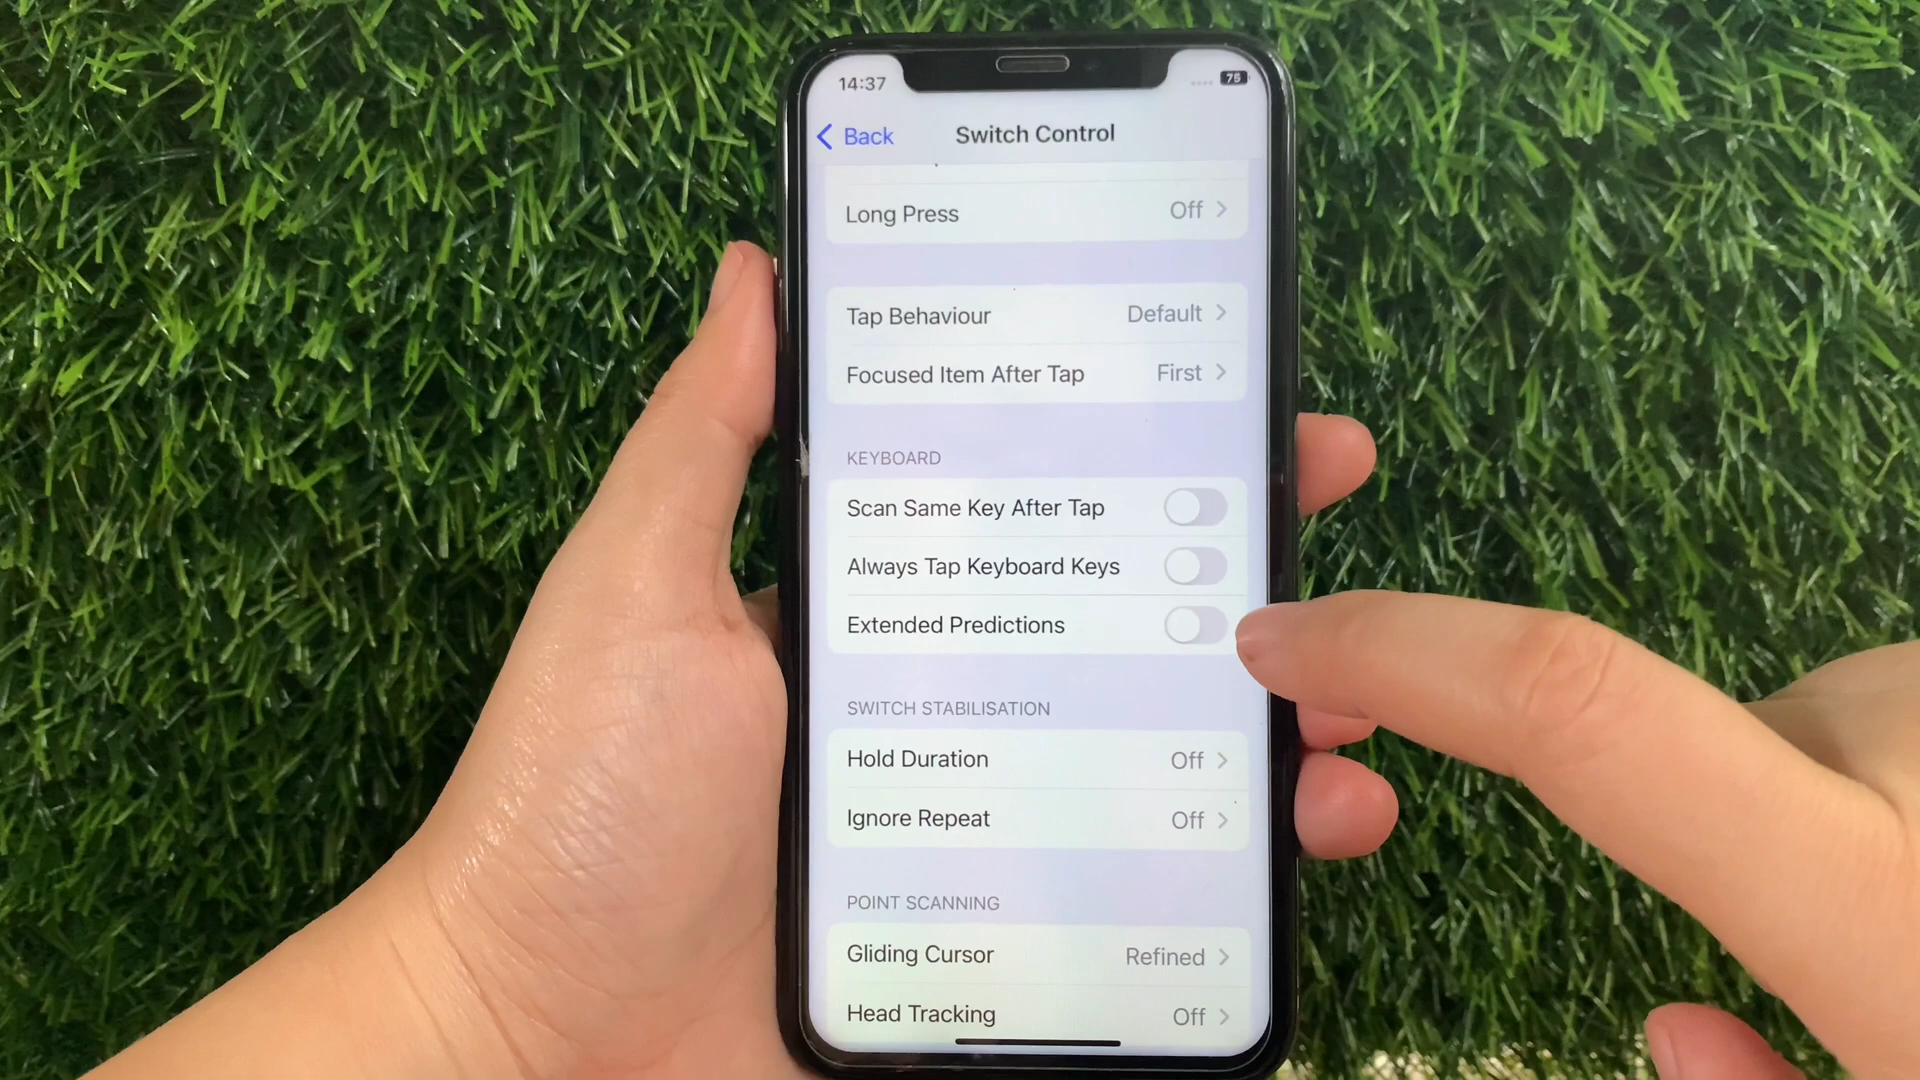 14:37
75
Back
Switch Control
Long Press
Off
Tap Behaviour
Default
Focused Item After Tap
First
KEYBOARD
Scan Same Key After Tap
Always Tap Keyboard Keys
Extended Predictions
SWITCH STABILISATION
Hold Duration
Off
Ignore Repeat
Off
POINT SCANNING
Gliding Cursor
Refined
Head Tracking
Off